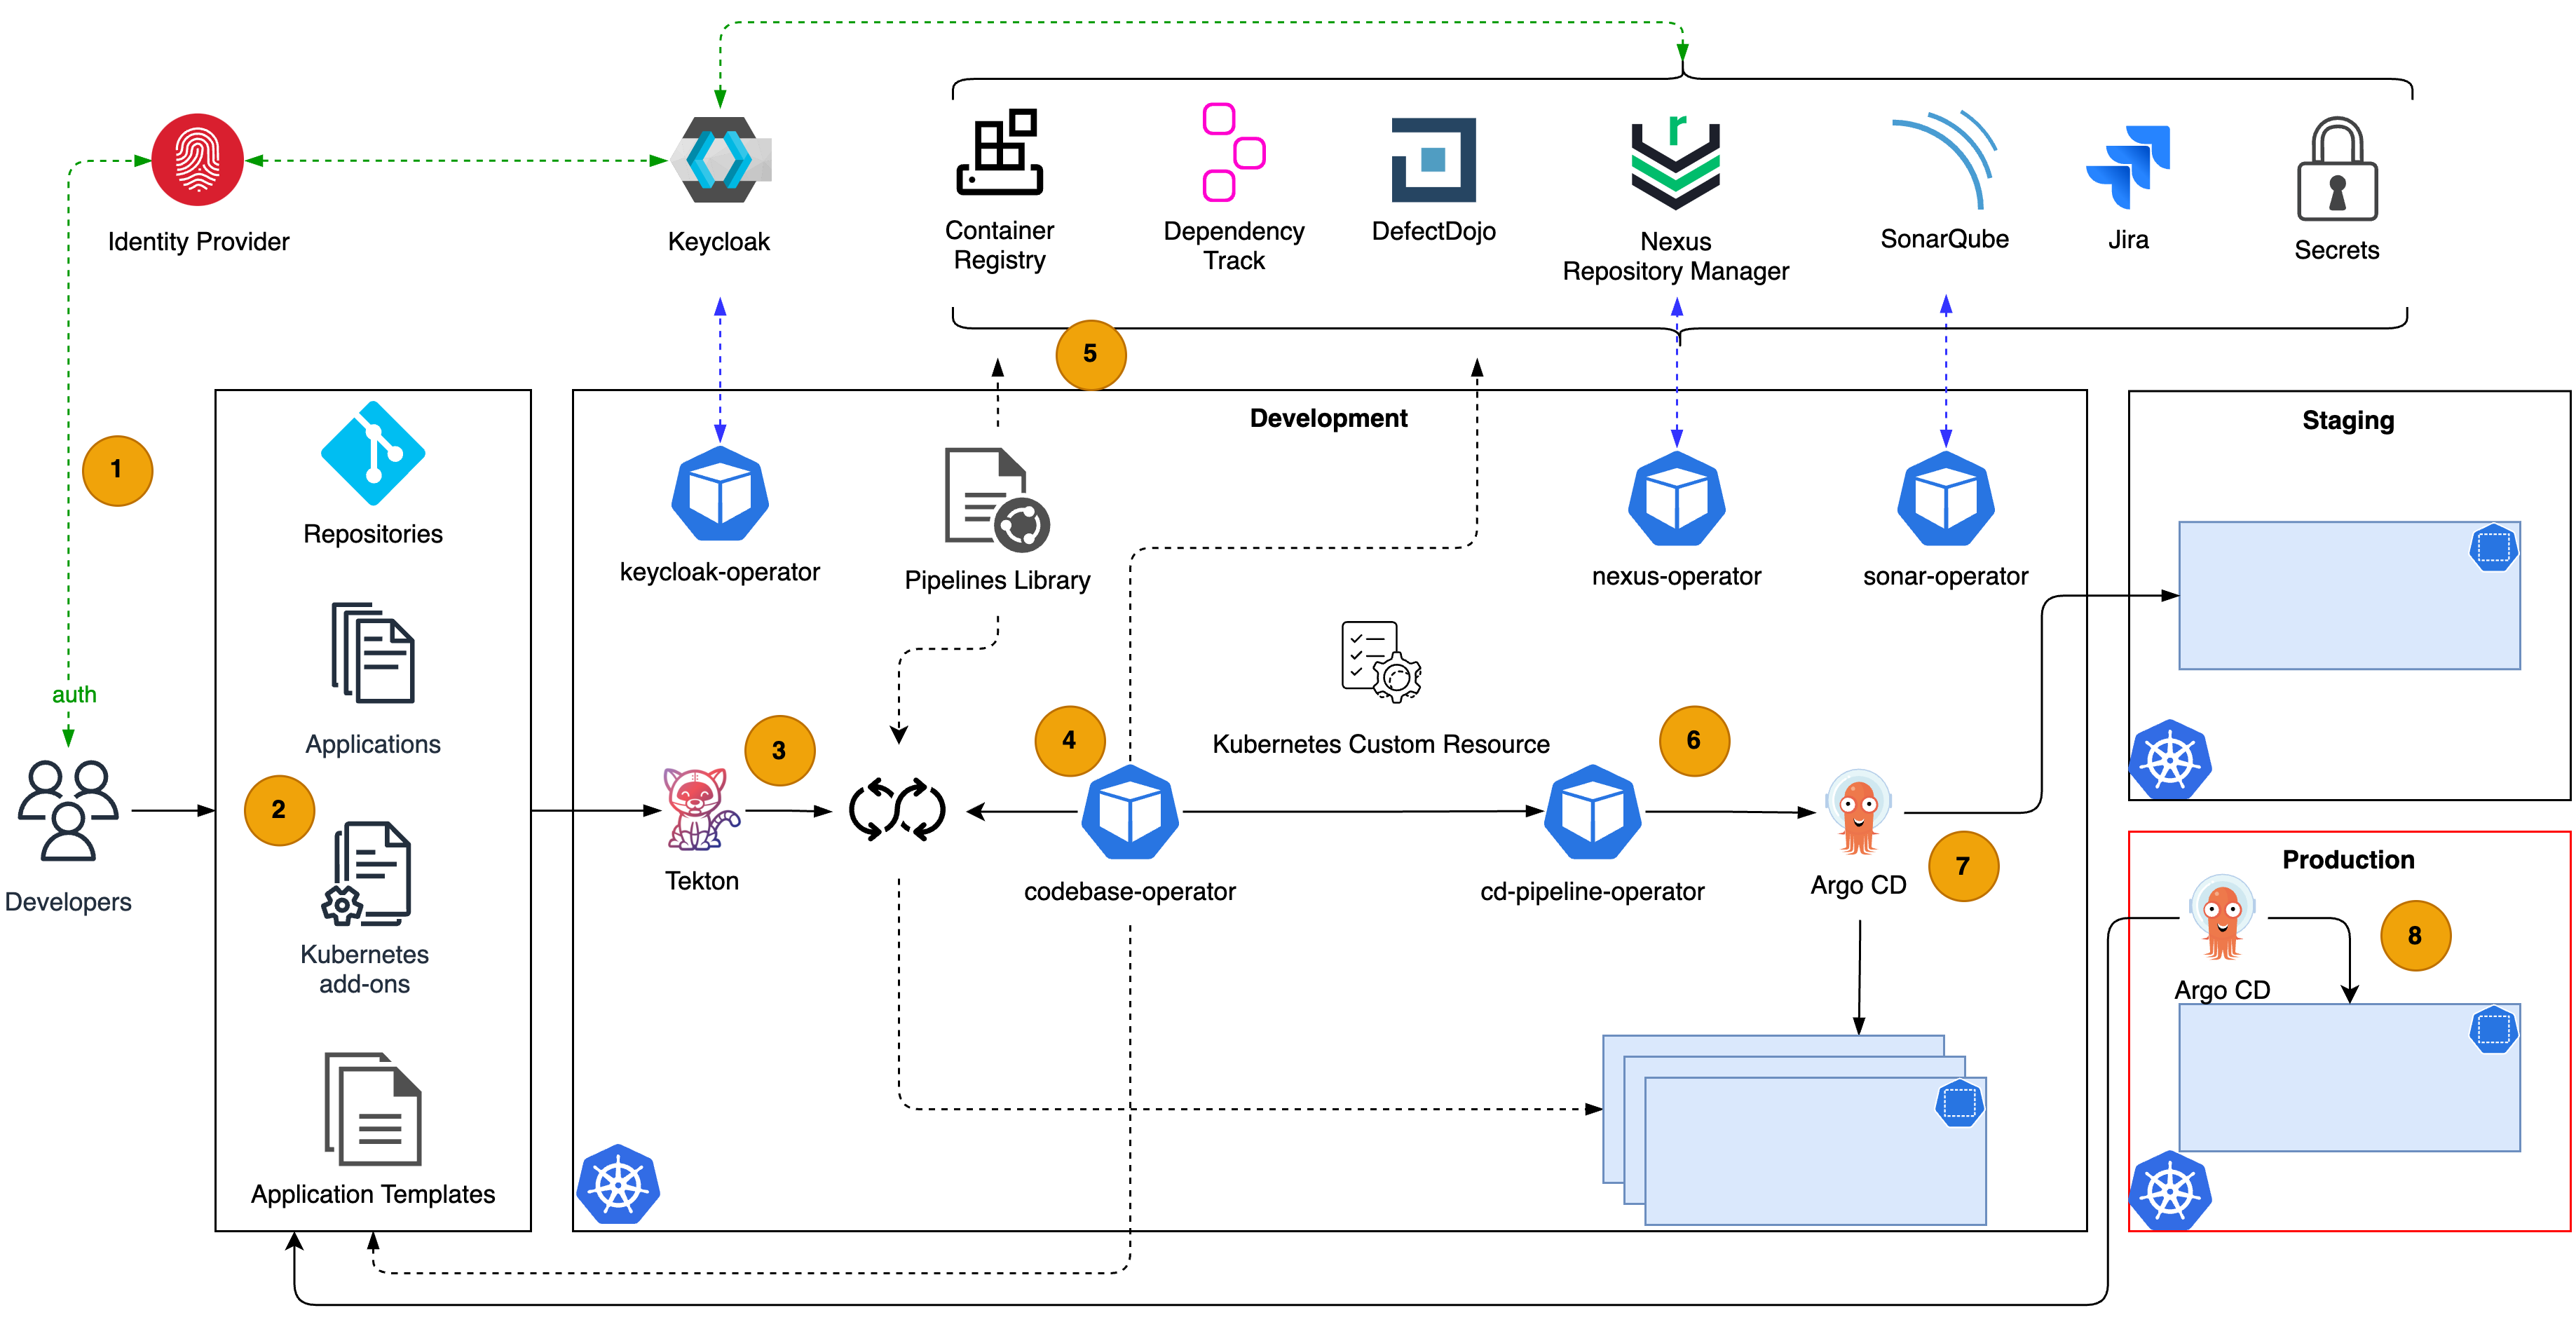 Identity Provider
Keycloak
Container
Registry
Dependency
Track
DefectDojo
r
Nexus
Repository Manager
SonarQube
Jira
Secrets
5
1
auth
Developers
Repositories
Applications
2
Kubernetes
add-ons
Application Templates
Development
keycloak-operator
Pipelines Library
nexus-operator
sonar-operator
Kubernetes Custom Resource
3
4
6
Tekton
codebase-operator
cd-pipeline-operator
Argo CD
7
Staging
Production
8
Argo CD